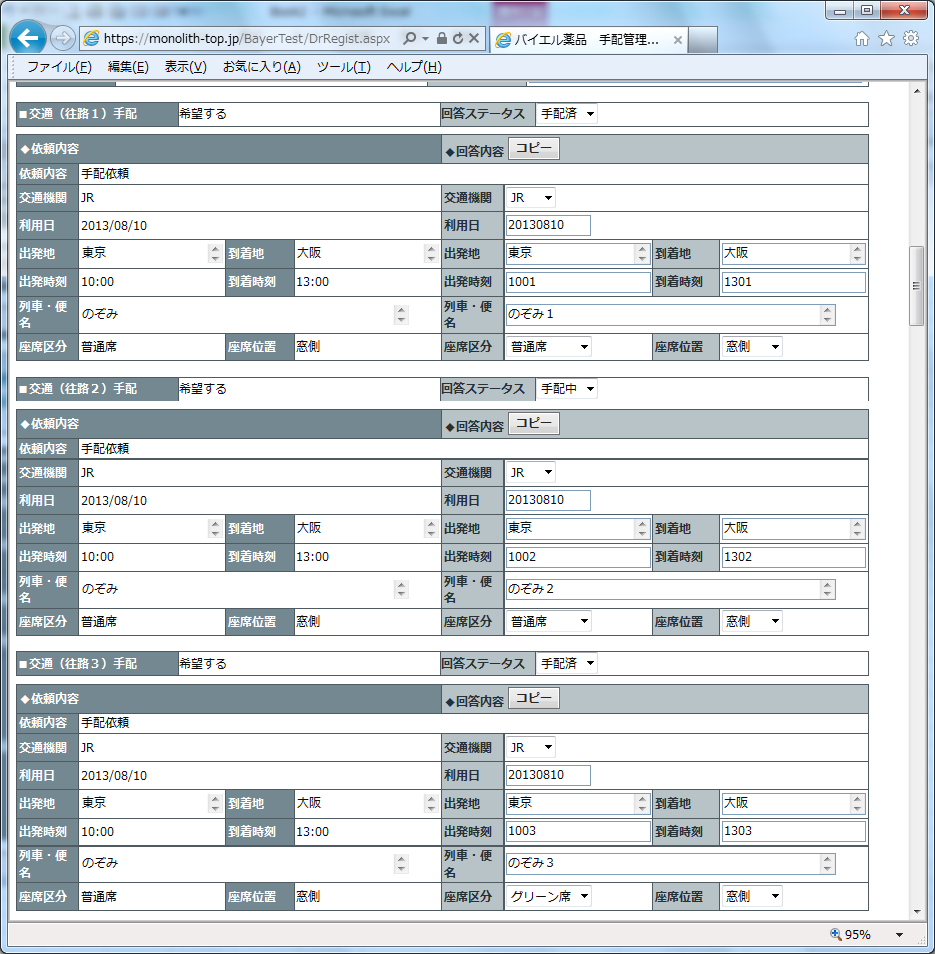 https://monolith-top.jp/BayerTest/DrRegist.aspx
バイエル薬品　手配管理...
ファイル(F) 編集(E) 表示(V) お気に入り(A) ツール(T) ヘルプ(H)
■交通（往路１）手配 希望する 回答ステータス 手配済
◆依頼内容 ◆回答内容 コピー
依頼内容 手配依頼
交通機関 JR 交通機関 JR
利用日 2013/08/10 利用日 20130810
出発地 東京 到着地 大阪 出発地 東京 到着地 大阪
出発時刻 10:00 到着時刻 13:00 出発時刻 1001 到着時刻 1301
列車・便名 のぞみ 列車・便名 のぞみ１
座席区分 普通席 座席位置 窓側 座席区分 普通席 座席位置 窓側
■交通（往路２）手配 希望する 回答ステータス 手配中
◆依頼内容 ◆回答内容 コピー
依頼内容 手配依頼
交通機関 JR 交通機関 JR
利用日 2013/08/10 利用日 20130810
出発地 東京 到着地 大阪 出発地 東京 到着地 大阪
出発時刻 10:00 到着時刻 13:00 出発時刻 1002 到着時刻 1302
列車・便名 のぞみ 列車・便名 のぞみ２
座席区分 普通席 座席位置 窓側 座席区分 普通席 座席位置 窓側
■交通（往路３）手配 希望する 回答ステータス 手配済
◆依頼内容 ◆回答内容 コピー
依頼内容 手配依頼
交通機関 JR 交通機関 JR
利用日 2013/08/10 利用日 20130810
出発地 東京 到着地 大阪 出発地 東京 到着地 大阪
出発時刻 10:00 到着時刻 13:00 出発時刻 1003 到着時刻 1303
列車・便名 のぞみ 列車・便名 のぞみ３
座席区分 普通席 座席位置 窓側 座席区分 グリーン席 座席位置 窓側
95%